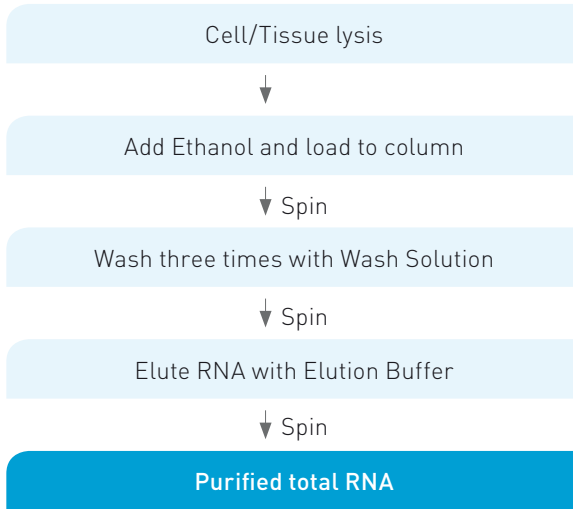 Cell/Tissue lysis
Add Ethanol and load to column
Spin
Wash three times with Wash Solution
Spin
Elute RNA with Elution Buffer
Spin
Purified total RNA